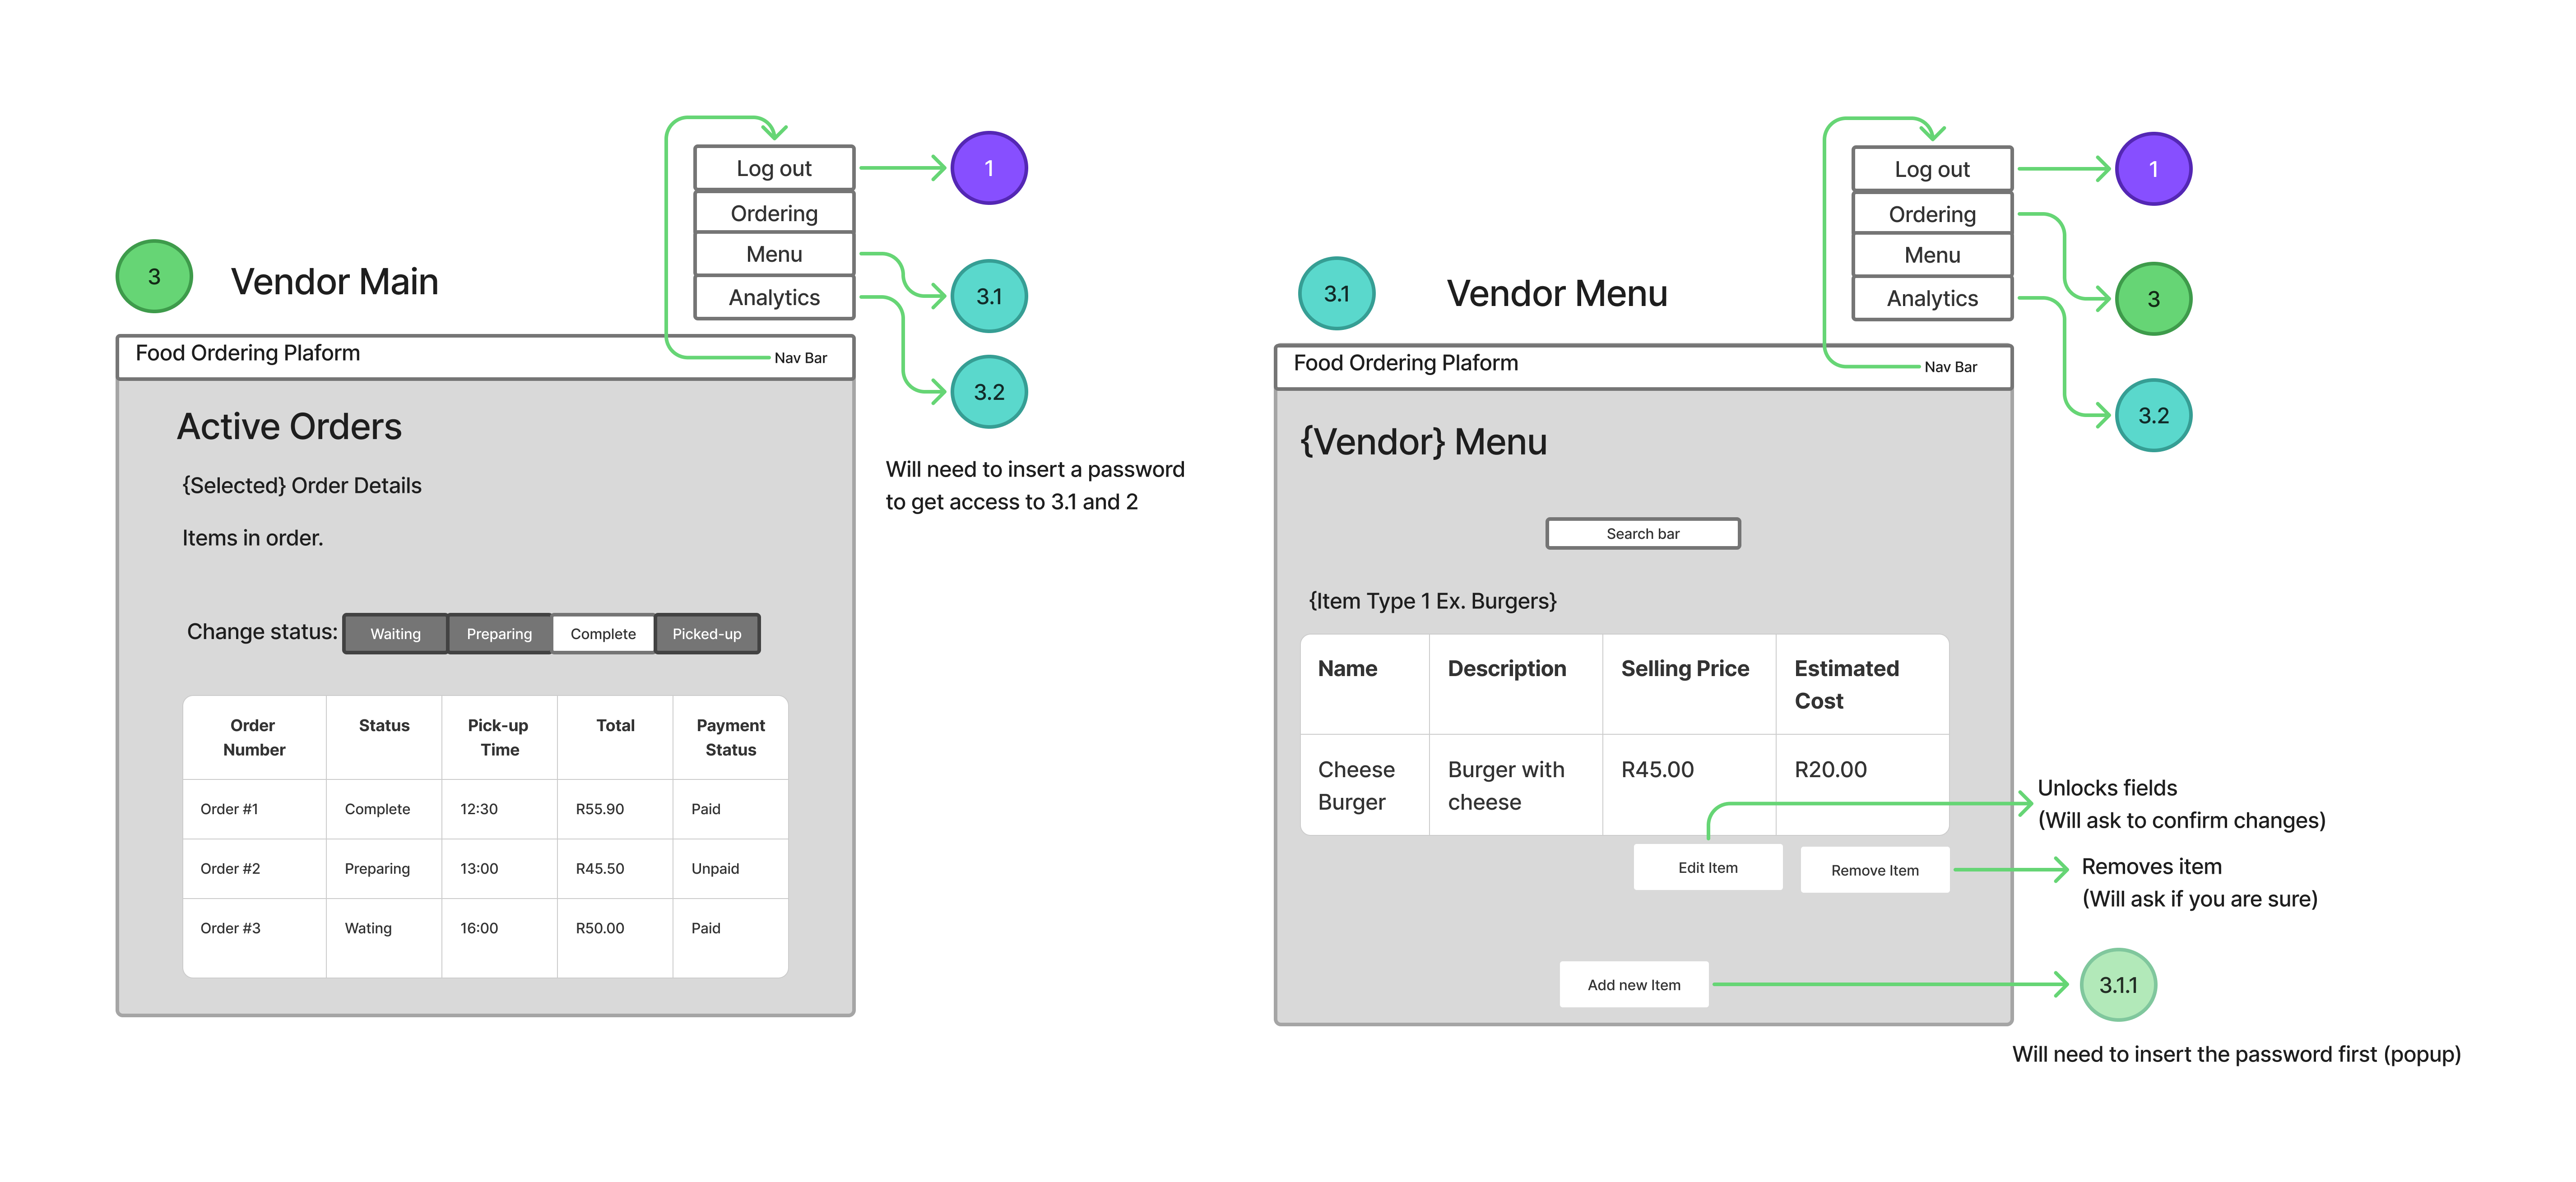 Log out
1
Ordering
Menu
Analytics
3.1
3.2
3
Vendor Main
Food Ordering Plaform
Nav Bar
Will need to insert a password
to get access to 3.1 and 2
Active Orders
{Selected} Order Details
Items in order.
Change status:
Waiting
Preparing
Complete
Picked-up
Order Number
Status
Pick-up Time
Total
Payment Status
Order #1
Complete
12:30
R55.90
Paid
Order #2
Preparing
13:00
R45.50
Unpaid
Order #3
Wating
16:00
R50.00
Paid
Log out
1
Ordering
Menu
Analytics
3
3.2
3.1
Vendor Menu
Food Ordering Plaform
Nav Bar
{Vendor} Menu
Search bar
{Item Type 1 Ex. Burgers}
Name
Description
Selling Price
Estimated Cost
Cheese Burger
Burger with cheese
R45.00
R20.00
Unlocks fields
(Will ask to confirm changes)
Edit Item
Remove Item
Removes item
(Will ask if you are sure)
Add new Item
3.1.1
Will need to insert the password first (popup)